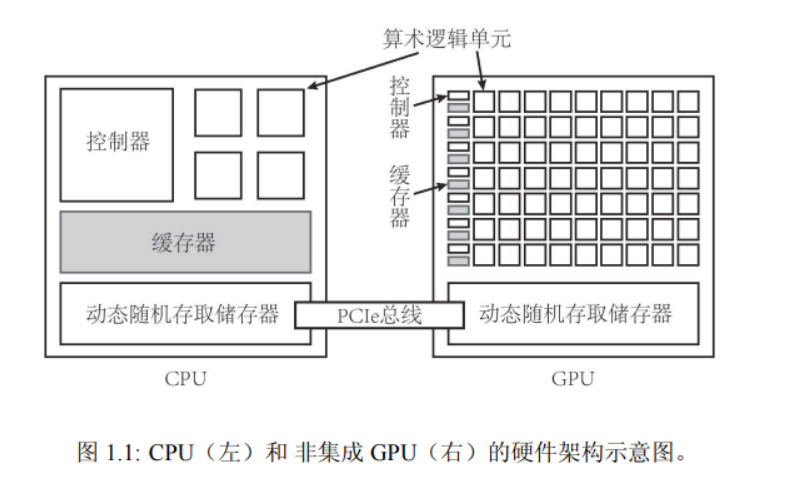 算术逻辑单元
控制器
控制器
缓存器
缓存器
动态随机存取储存器
PCIe总线
动态随机存取储存器
CPU
GPU
图 1.1: CPU（左）和 非集成 GPU（右）的硬件架构示意图。